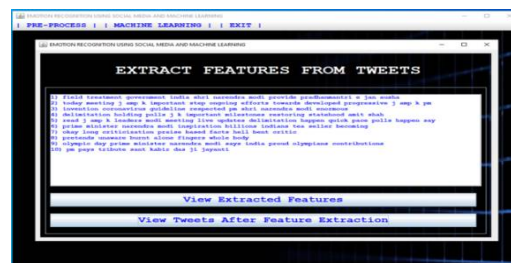 EMOTION RECOGNITION USING SOCIAL MEDIA AND MACHINE LEARNING
| PRE-PROCESS | | MACHINE LEARNING | | EXIT |
EMOTION RECOGNITION USING SOCIAL MEDIA AND MACHINE LEARNING
EXTRACT FEATURES FROM TWEETS
1) field treatment government india shri narendra modi provide pradhanmantri e jan ausha
2) today meeting j amp k important step ongoing efforts towards developed progressive j amp k pm
3) invention coronavirus guideline respected pm shri narendra modi enormous
4) delimitation holding polls j k important milestones restoring statehood amit shah
5) read j amp k leaders modi meeting live updates delimitation happen quick pace polls happen say
6) prime minister narendra modi inspiration billions indians tea seller becoming
7) okay long criticization praise based facts hell bent critic
8) pretends unaware burnt alone fingers whole body
9) olympic day prime minister narendra modi says india proud olympians contributions
10) pm pays tribute sant kabir das ji jayanti
View Extracted Features
View Tweets After Feature Extraction